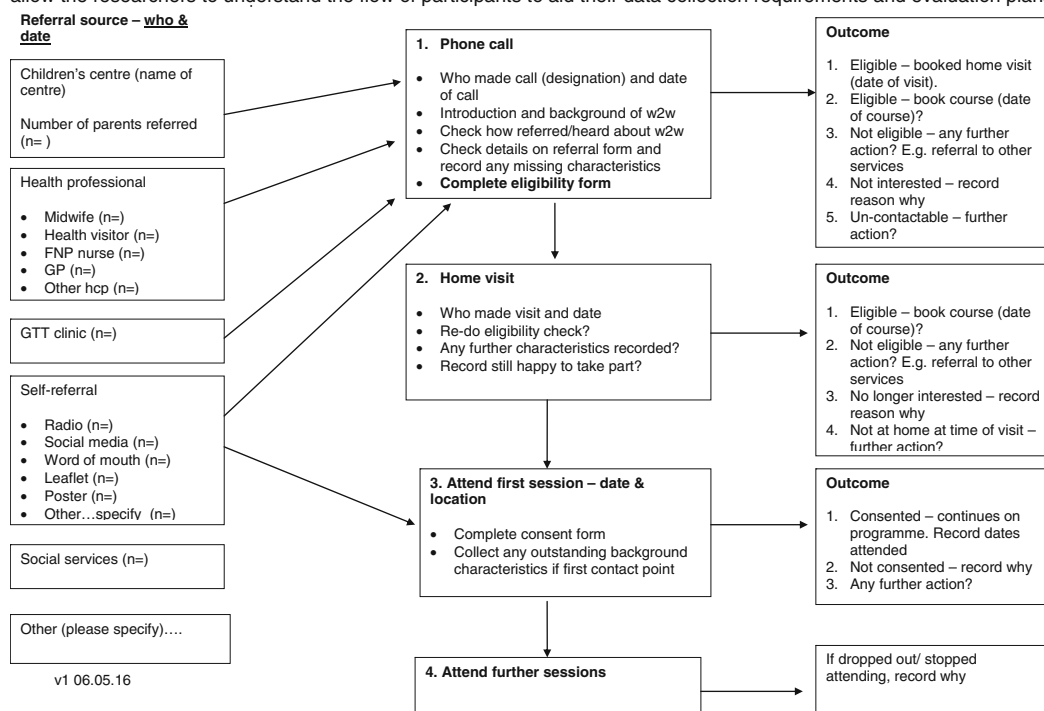 allow the researchers to understand the flow of participants to aid their data collection requirements and evaluation plan
Referral source – who &
date
Children's centre (name of
centre)
Number of parents referred
(n= )
Health professional
• Midwife (n=)
• Health visitor (n=)
• FNP nurse (n=)
• GP (n=)
• Other hcp (n=)
GTT clinic (n=)
Self-referral
• Radio (n=)
• Social media (n=)
• Word of mouth (n=)
• Leaflet (n=)
• Poster (n=)
• Other…specify (n=)
Social services (n=)
Other (please specify)….
v1 06.05.16
1. Phone call
• Who made call (designation) and date
of call
• Introduction and background of w2w
• Check how referred/heard about w2w
• Check details on referral form and
record any missing characteristics
• Complete eligibility form
2. Home visit
• Who made visit and date
• Re-do eligibility check?
• Any further characteristics recorded?
• Record still happy to take part?
3. Attend first session – date &
location
• Complete consent form
• Collect any outstanding background
characteristics if first contact point
4. Attend further sessions
Outcome
1. Eligible – booked home visit
(date of visit).
2. Eligible – book course (date
of course)?
3. Not eligible – any further
action? E.g. referral to other
services
4. Not interested – record
reason why
5. Un-contactable – further
action?
Outcome
1. Eligible – book course (date
of course)?
2. Not eligible – any further
action? E.g. referral to other
services
3. No longer interested – record
reason why
4. Not at home at time of visit –
further action?
Outcome
1. Consented – continues on
programme. Record dates
attended
2. Not consented – record why
3. Any further action?
If dropped out/ stopped
attending, record why